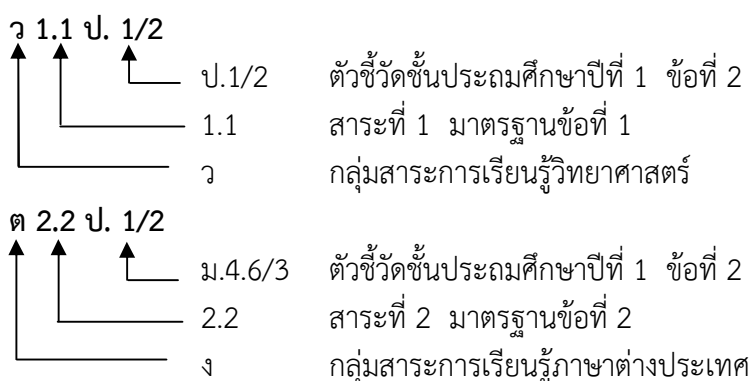 ว 1.1 ป. 1/2
ป.1/2 ตัวชี้วัดชั้นประถมศึกษาปีที่ 1 ข้อที่ 2
1.1 สาระที่ 1 มาตรฐานข้อที่ 1
ว กลุ่มสาระการเรียนรู้วิทยาศาสตร์
ต 2.2 ป. 1/2
ม.4.6/3 ตัวชี้วัดชั้นประถมศึกษาปีที่ 1 ข้อที่ 2
2.2 สาระที่ 2 มาตรฐานข้อที่ 2
ง กลุ่มสาระการเรียนรู้ภาษาต่างประเทศ